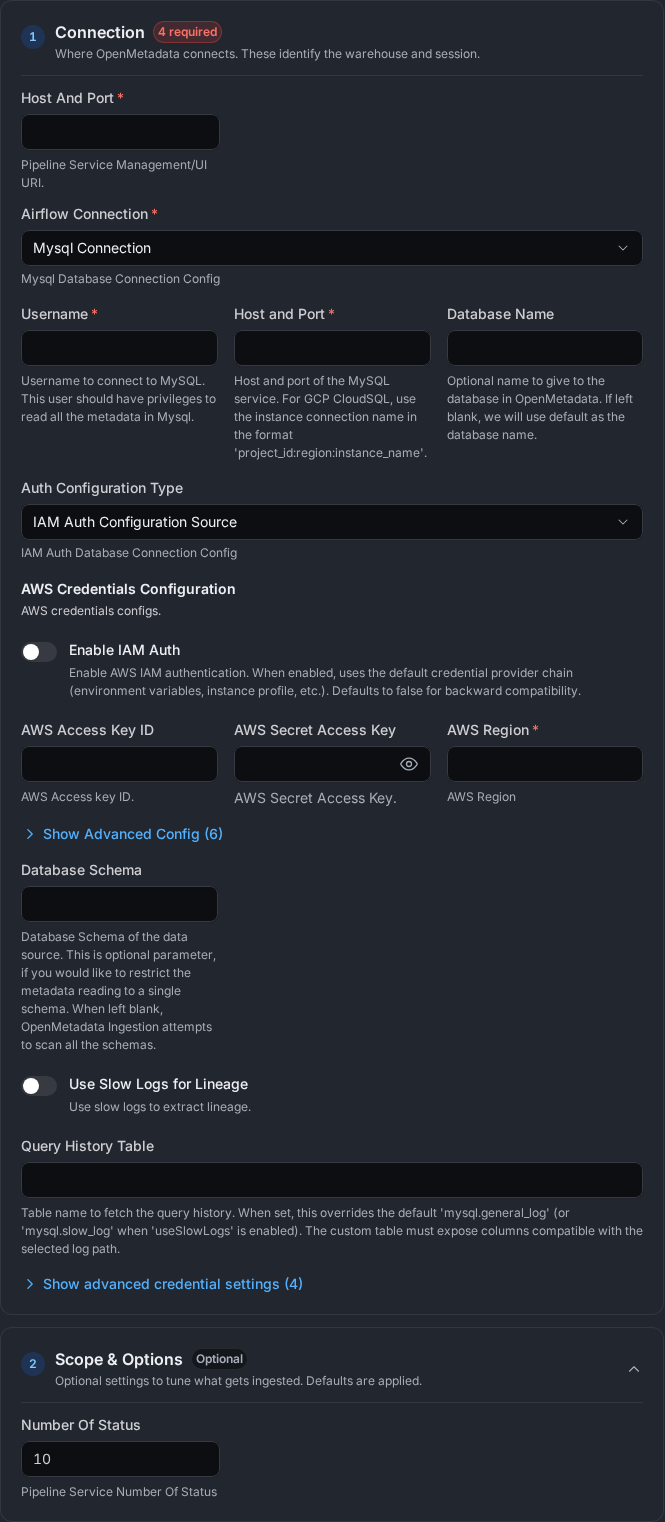 1 Connection 4 required
Where OpenMetadata connects. These identify the warehouse and session.
Host And Port *
Pipeline Service Management/UI
URI.
Airflow Connection *
Mysql Connection
Mysql Database Connection Config
Username * Host and Port * Database Name
Username to connect to MySQL.
This user should have privileges to
read all the metadata in Mysql.
Host and port of the MySQL
service. For GCP CloudSQL, use
the instance connection name in
the format
'project_id:region:instance_name'.
Optional name to give to the
database in OpenMetadata. If left
blank, we will use default as the
database name.
Auth Configuration Type
IAM Auth Configuration Source
IAM Auth Database Connection Config
AWS Credentials Configuration
AWS credentials configs.
Enable IAM Auth
Enable AWS IAM authentication. When enabled, uses the default credential provider chain
(environment variables, instance profile, etc.). Defaults to false for backward compatibility.
AWS Access Key ID AWS Secret Access Key AWS Region *
AWS Access key ID. AWS Secret Access Key. AWS Region
Show Advanced Config (6)
Database Schema
Database Schema of the data
source. This is optional parameter,
if you would like to restrict the
metadata reading to a single
schema. When left blank,
OpenMetadata Ingestion attempts
to scan all the schemas.
Use Slow Logs for Lineage
Use slow logs to extract lineage.
Query History Table
Table name to fetch the query history. When set, this overrides the default 'mysql.general_log' (or
'mysql.slow_log' when 'useSlowLogs' is enabled). The custom table must expose columns compatible with the
selected log path.
Show advanced credential settings (4)
2 Scope & Options Optional
Optional settings to tune what gets ingested. Defaults are applied.
Number Of Status
10
Pipeline Service Number Of Status